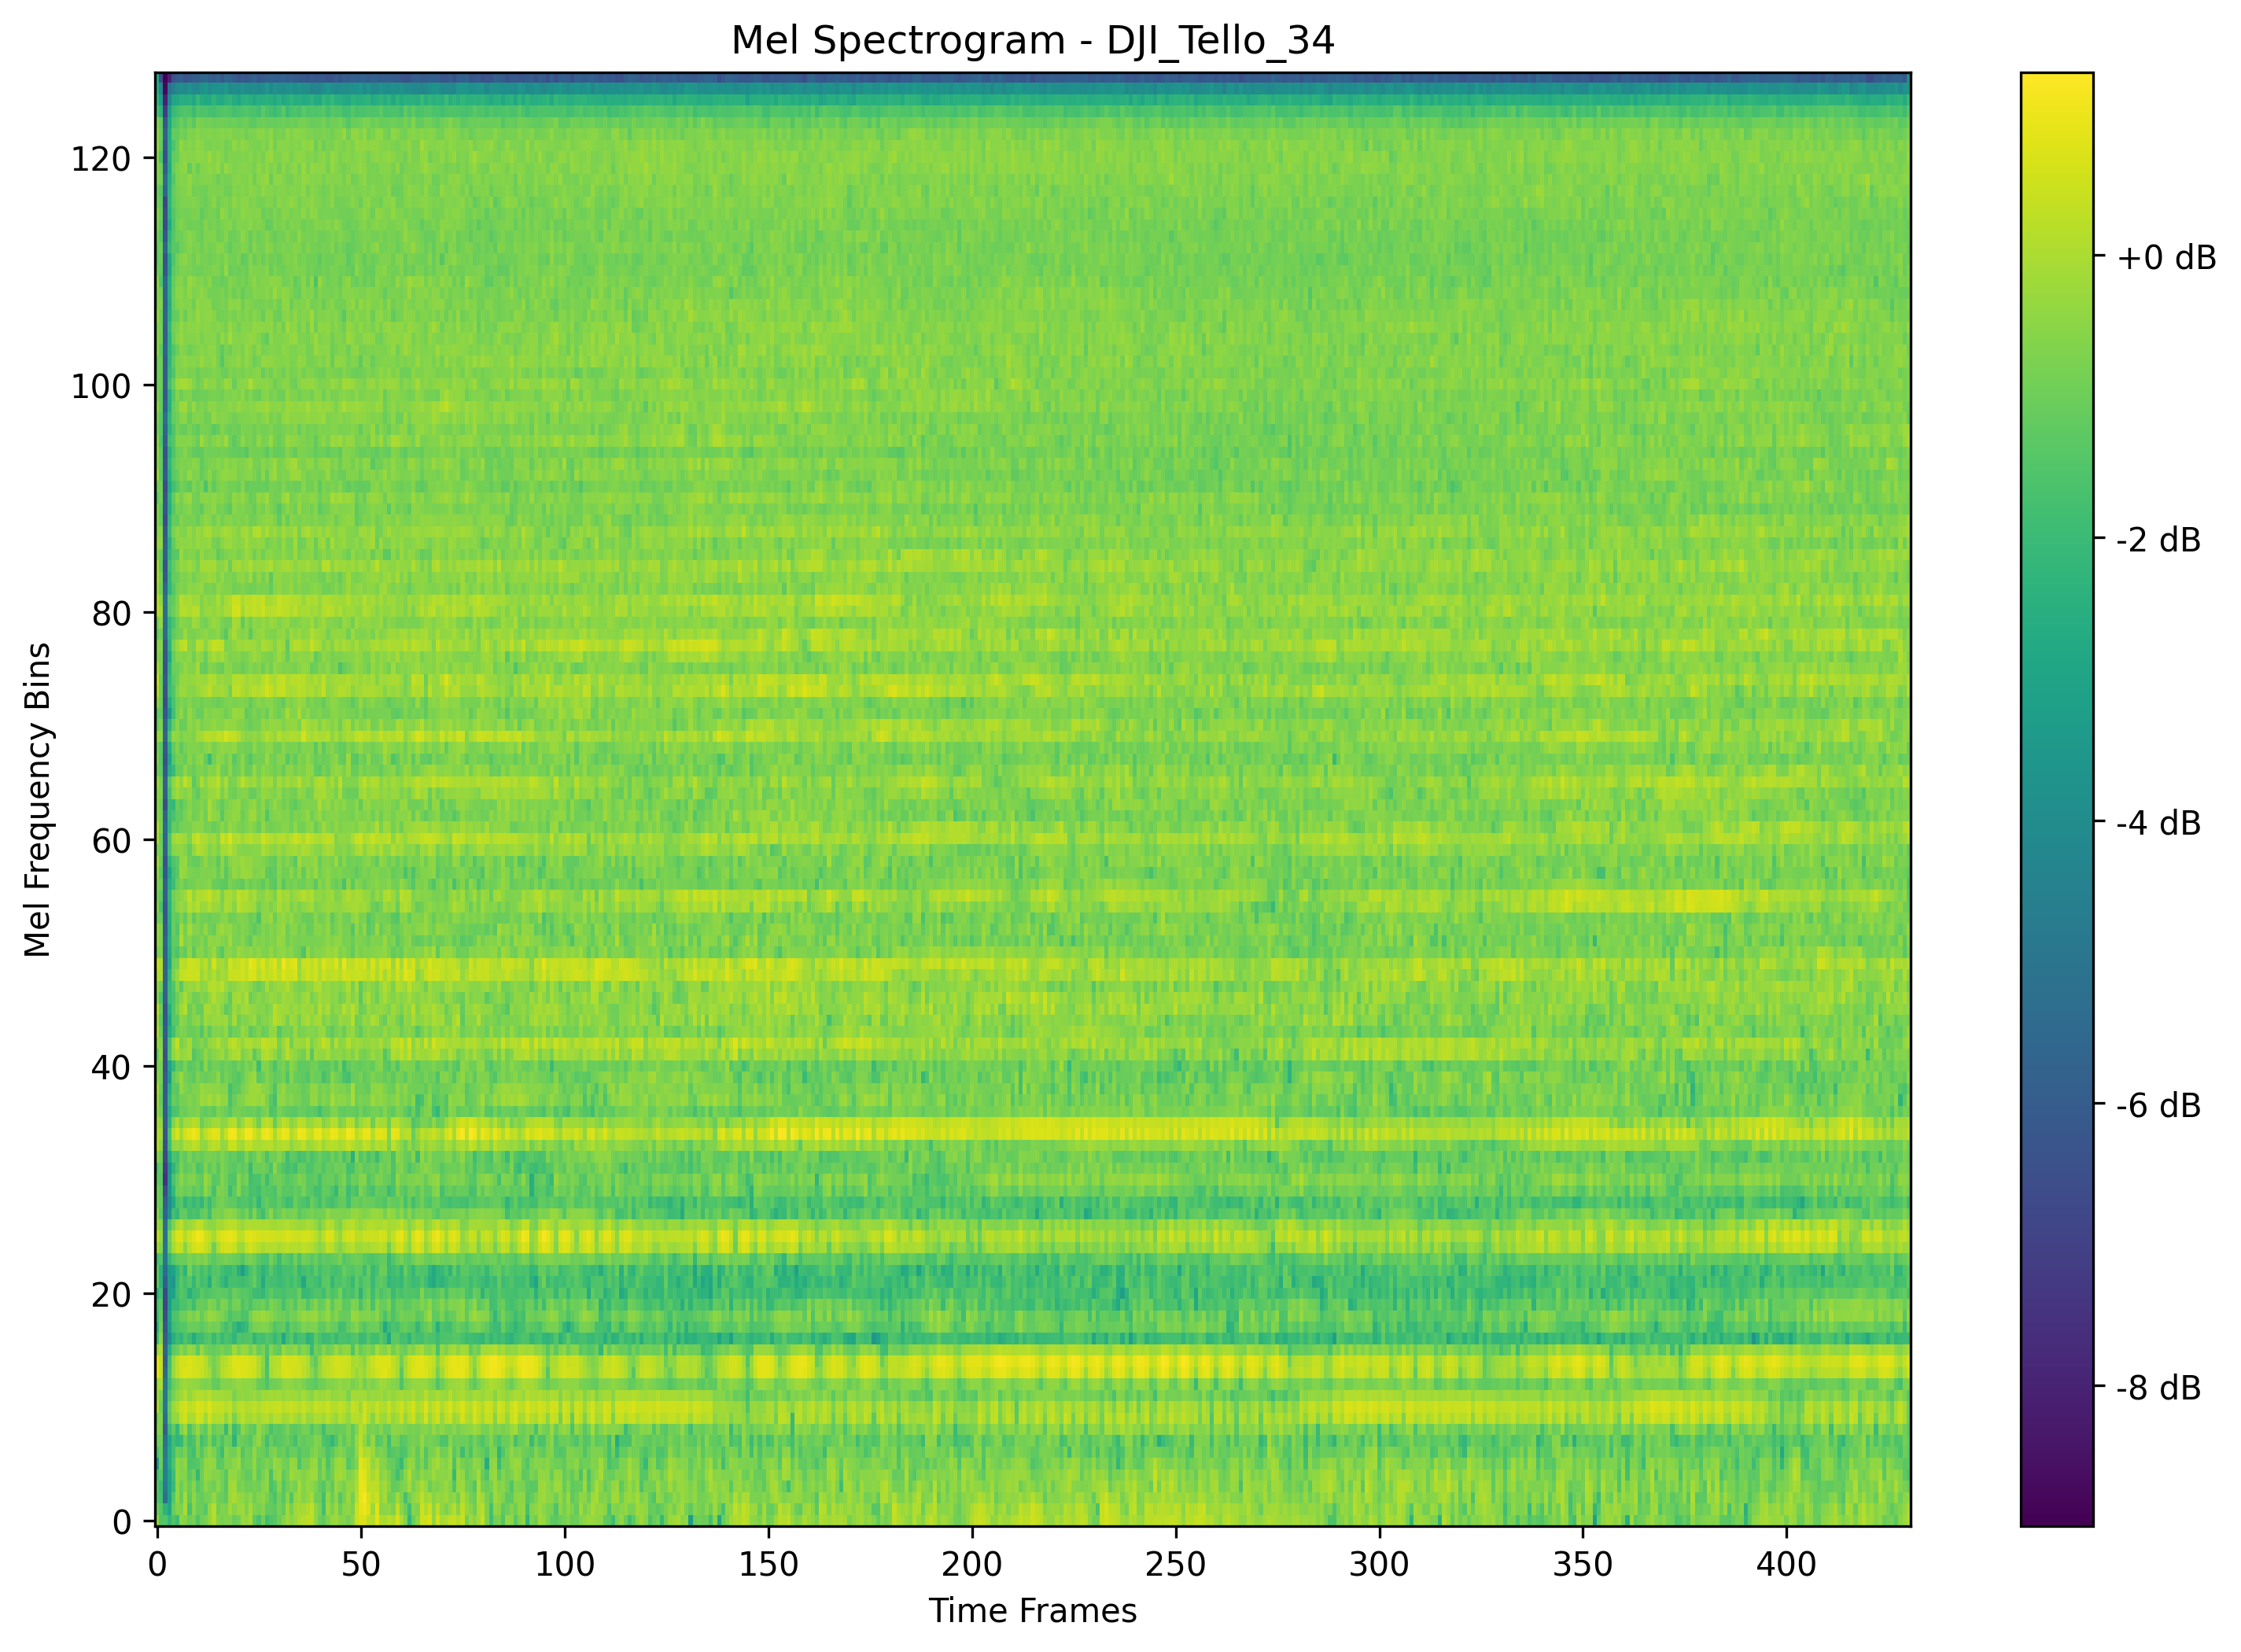 Mel Spectrogram - DJI_Tello_34
Mel Frequency Bins
120
100
80
60
40
20
0
0 50 100 150 200 250 300 350 400
Time Frames
+0 dB
-2 dB
-4 dB
-6 dB
-8 dB